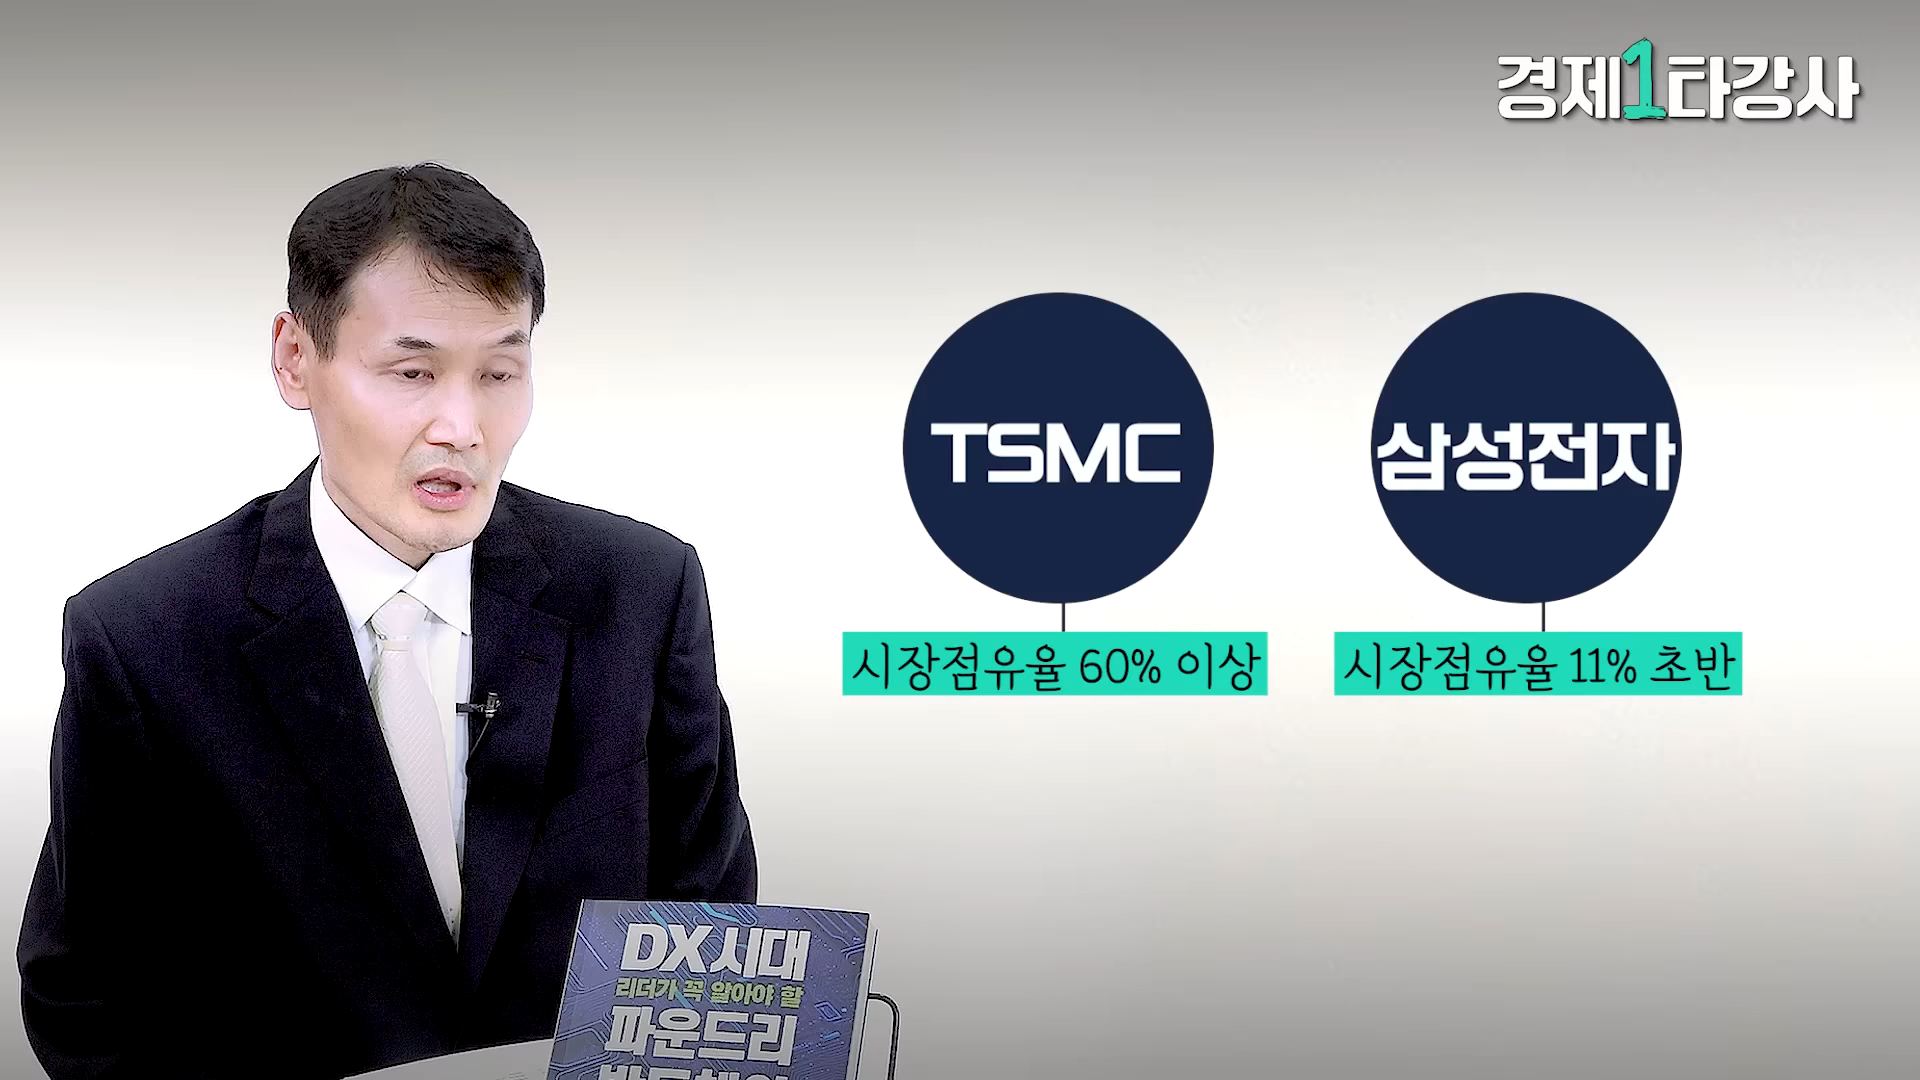 경제1타강사
TSMC
삼성전자
시장점유율 60% 이상
시장점유율 11% 초반
DX시대
리더가 꼭 알아야 할
파운드리